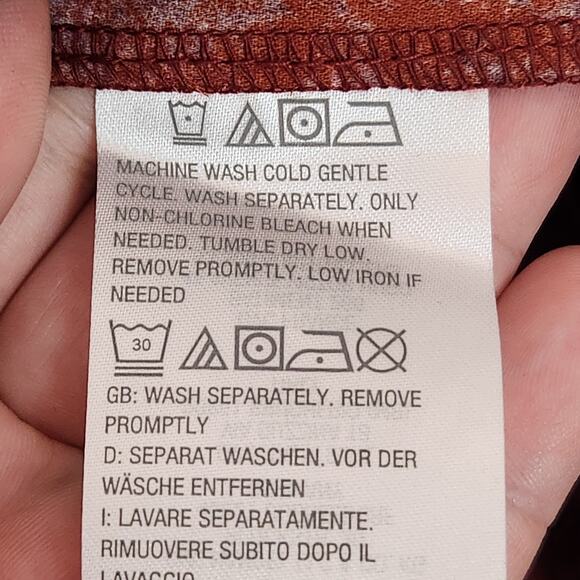 MACHINE WASH COLD GENTLE
CYCLE. WASH SEPARATELY. ONLY
NON-CHLORINE BLEACH WHEN
NEEDED. TUMBLE DRY LOW.
REMOVE PROMPTLY. LOW IRON IF
NEEDED
30
GB: WASH SEPARATELY. REMOVE
PROMPTLY
D: SEPARAT WASCHEN. VOR DER
WÄSCHE ENTFERNEN
I: LAVARE SEPARATAMENTE.
RIMUOVERE SUBITO DOPO IL
LAVAGGIO